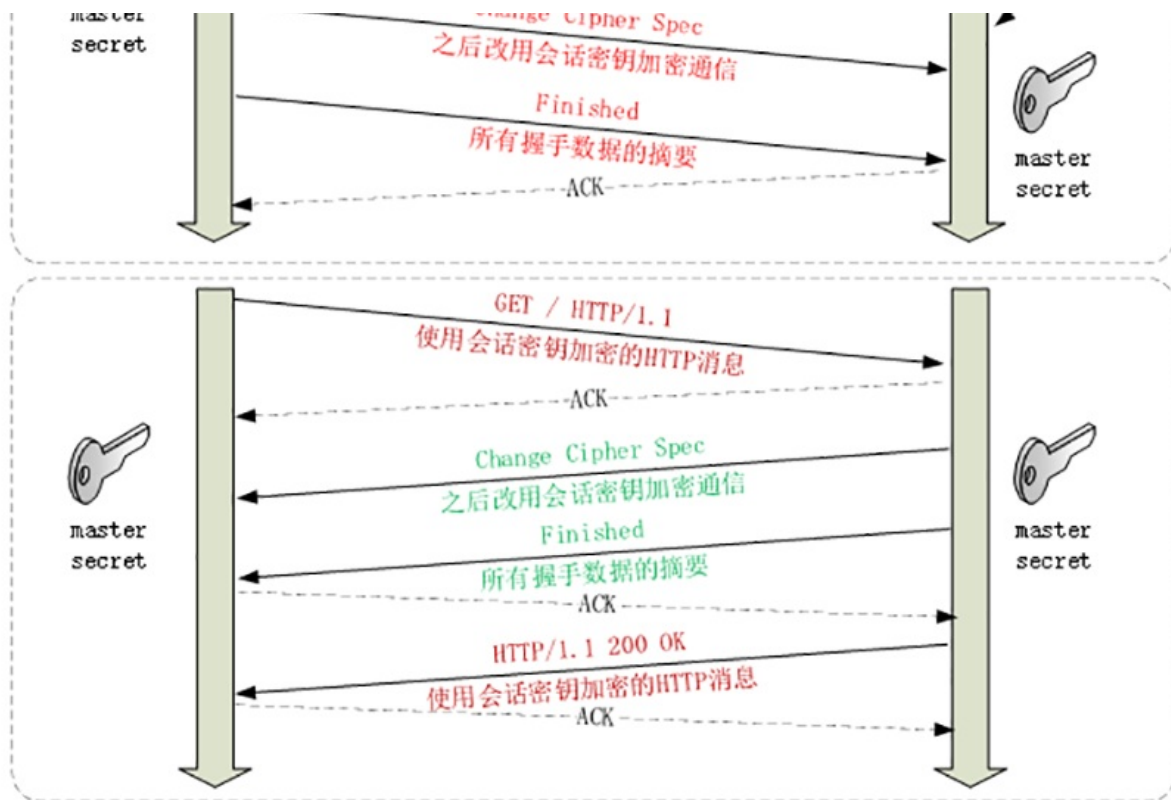 master
secret
Change Cipher Spec
之后改用会话密钥加密通信
Finished
所有握手数据的摘要
ACK
master
secret
GET / HTTP/1.1
使用会话密钥加密的HTTP消息
ACK
Change Cipher Spec
之后改用会话密钥加密通信
master
secret
master
secret
Finished
所有握手数据的摘要
ACK
HTTP/1.1 200 OK
使用会话密钥加密的HTTP消息
ACK